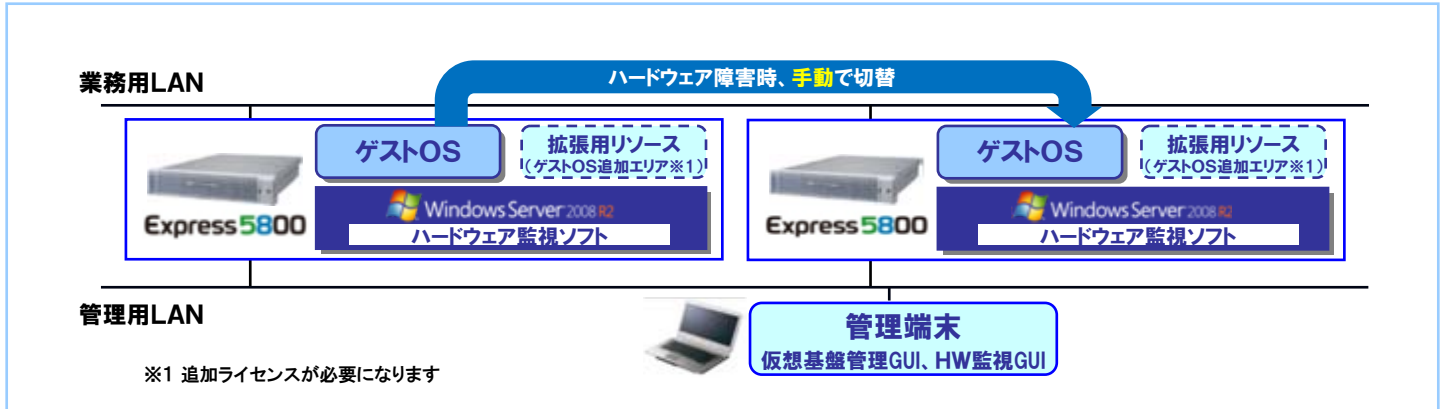 業務用LAN
ハードウェア障害時、手動で切替
ゲストOS
拡張用リソース
(ゲストOS追加エリア※1)
Express5800
Windows Server 2008 R2
ハードウェア監視ソフト
ゲストOS
拡張用リソース
(ゲストOS追加エリア※1)
Express5800
Windows Server 2008 R2
ハードウェア監視ソフト
管理用LAN
管理端末
仮想基盤管理GUI、HW監視GUI
※1 追加ライセンスが必要になります